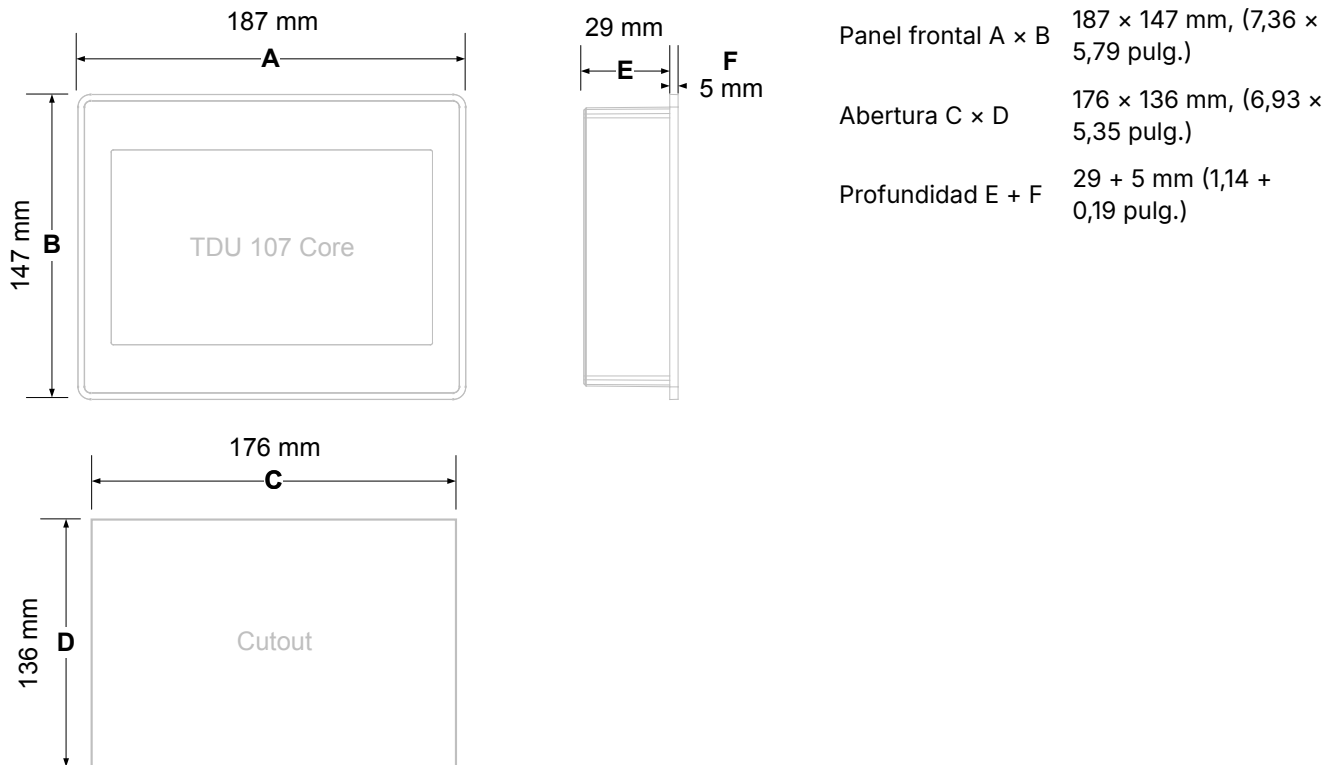 187 mm
A
147 mm
B
TDU 107 Core
29 mm
E
F
5 mm
176 mm
C
136 mm
D
Cutout
Panel frontal A × B
187 × 147 mm, (7,36 ×
5,79 pulg.)
Abertura C × D
176 × 136 mm, (6,93 ×
5,35 pulg.)
Profundidad E + F
29 + 5 mm (1,14 +
0,19 pulg.)